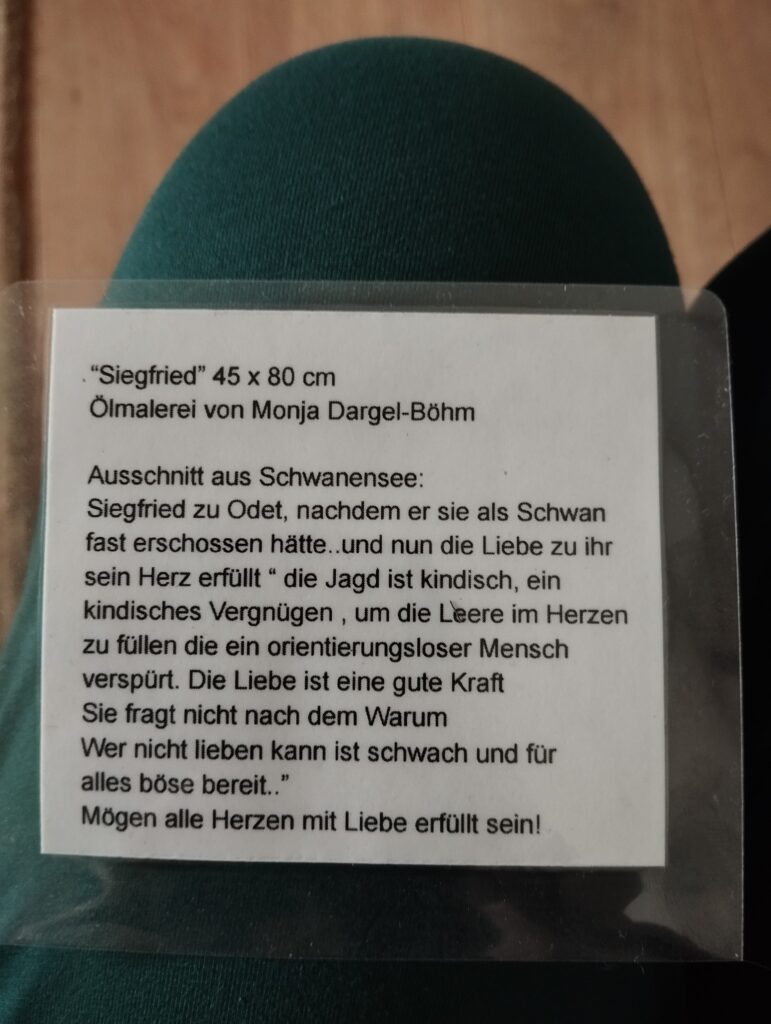 “Siegfried” 45 x 80 cm
Ölmalerei von Monja Dargel-Böhm
Ausschnitt aus Schwanensee:
Siegfried zu Odet, nachdem er sie als Schwan
fast erschossen hätte..und nun die Liebe zu ihr
sein Herz erfüllt “ die Jagd ist kindisch, ein
kindisches Vergnügen , um die Leere im Herzen
zu füllen die ein orientierungsloser Mensch
verspürt. Die Liebe ist eine gute Kraft
Sie fragt nicht nach dem Warum
Wer nicht lieben kann ist schwach und für
alles böse bereit..”
Mögen alle Herzen mit Liebe erfüllt sein!